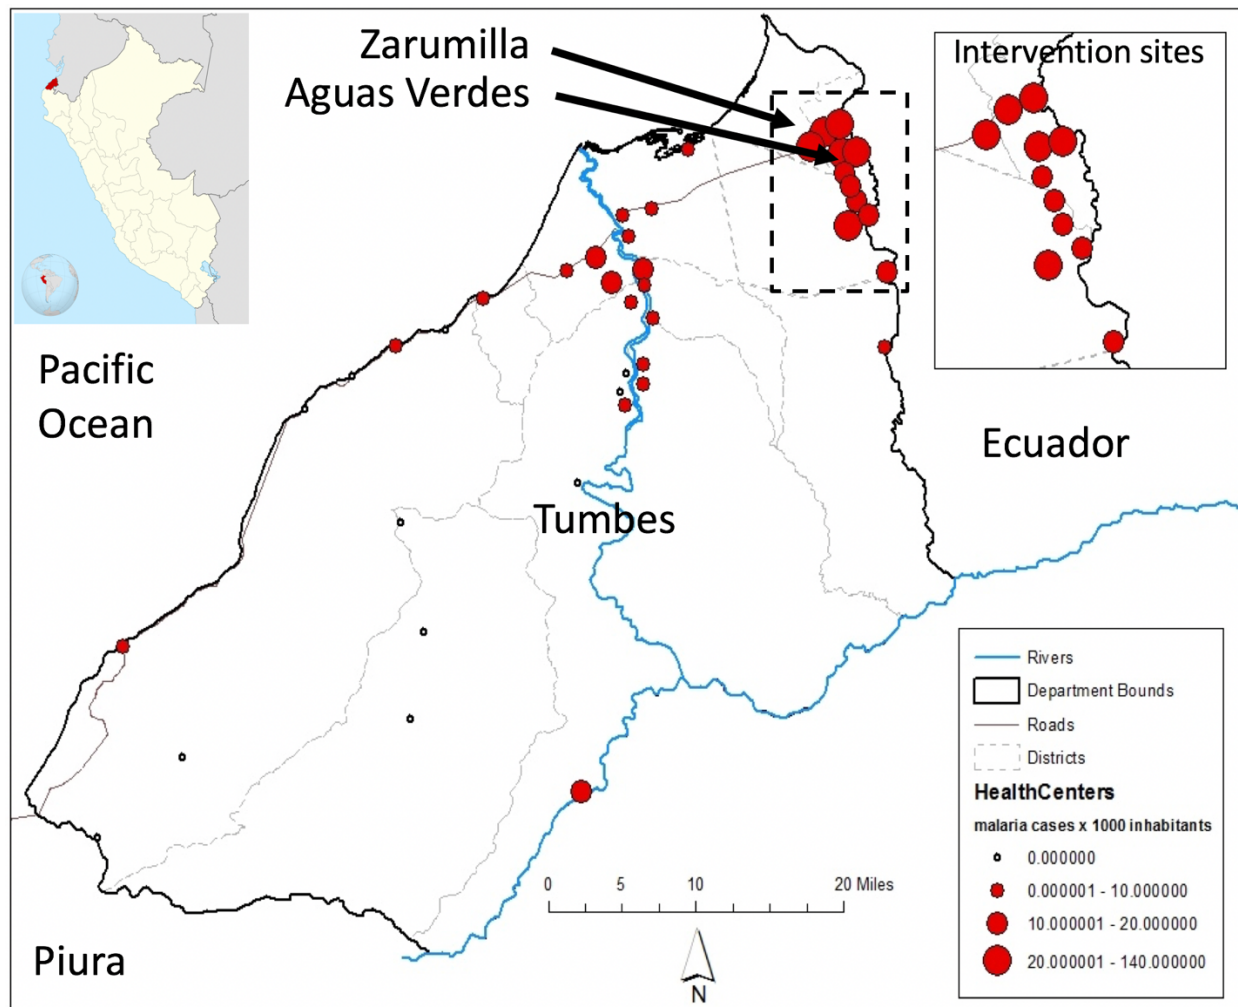 Zarumilla
Aguas Verdes
Intervention sites
Pacific
Ocean
Ecuador
Tumbes
Piura
0 5 10 20 Miles
N
Rivers
Department Bounds
Roads
Districts
HealthCenters
malaria cases x 1000 inhabitants
0.000000
0.000001 - 10.000000
10.000001 - 20.000000
20.000001 - 140.000000